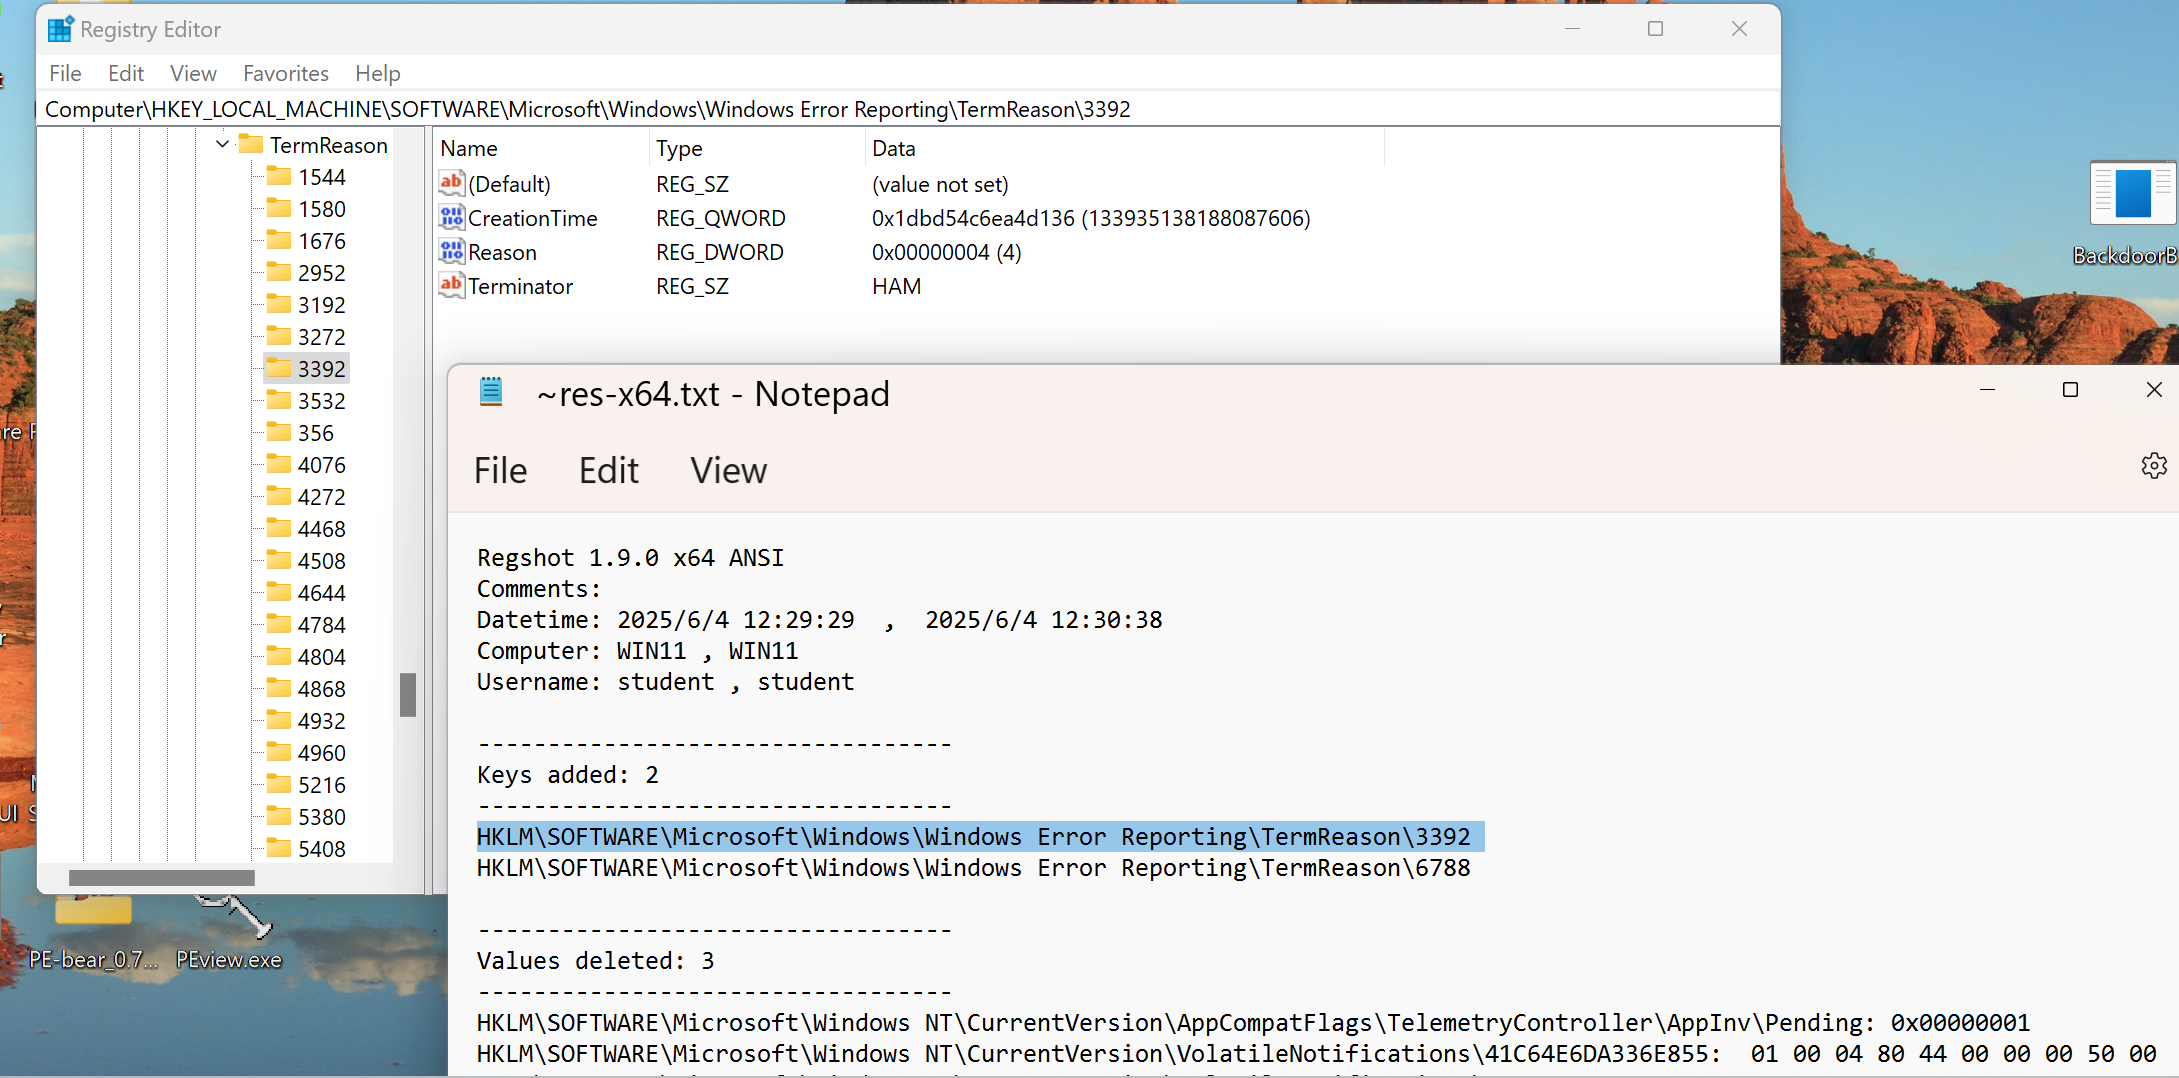 Registry Editor
File Edit View Favorites Help
Computer\HKEY_LOCAL_MACHINE\SOFTWARE\Microsoft\Windows\Windows Error Reporting\TermReason\3392
TermReason
1544
1580
1676
2952
3192
3272
3392
3532
356
4076
4272
4468
4508
4644
4784
4804
4868
4932
4960
5216
5380
5408
Name Type Data
(Default) REG_SZ (value not set)
CreationTime REG_QWORD 0x1dbd54c6ea4d136 (133935138188087606)
Reason REG_DWORD 0x00000004 (4)
Terminator REG_SZ HAM
BackdoorB
~res-x64.txt - Notepad
File Edit View
Regshot 1.9.0 x64 ANSI
Comments:
Datetime: 2025/6/4 12:29:29 , 2025/6/4 12:30:38
Computer: WIN11 , WIN11
Username: student , student
----------------------------------
Keys added: 2
----------------------------------
HKLM\SOFTWARE\Microsoft\Windows\Windows Error Reporting\TermReason\3392
HKLM\SOFTWARE\Microsoft\Windows\Windows Error Reporting\TermReason\6788
----------------------------------
Values deleted: 3
----------------------------------
HKLM\SOFTWARE\Microsoft\Windows NT\CurrentVersion\AppCompatFlags\TelemetryController\AppInv\Pending: 0x00000001
HKLM\SOFTWARE\Microsoft\Windows NT\CurrentVersion\VolatileNotifications\41C64E6DA336E855: 01 00 04 80 44 00 00 00 50 00
PE-bear_0.7... PEview.exe